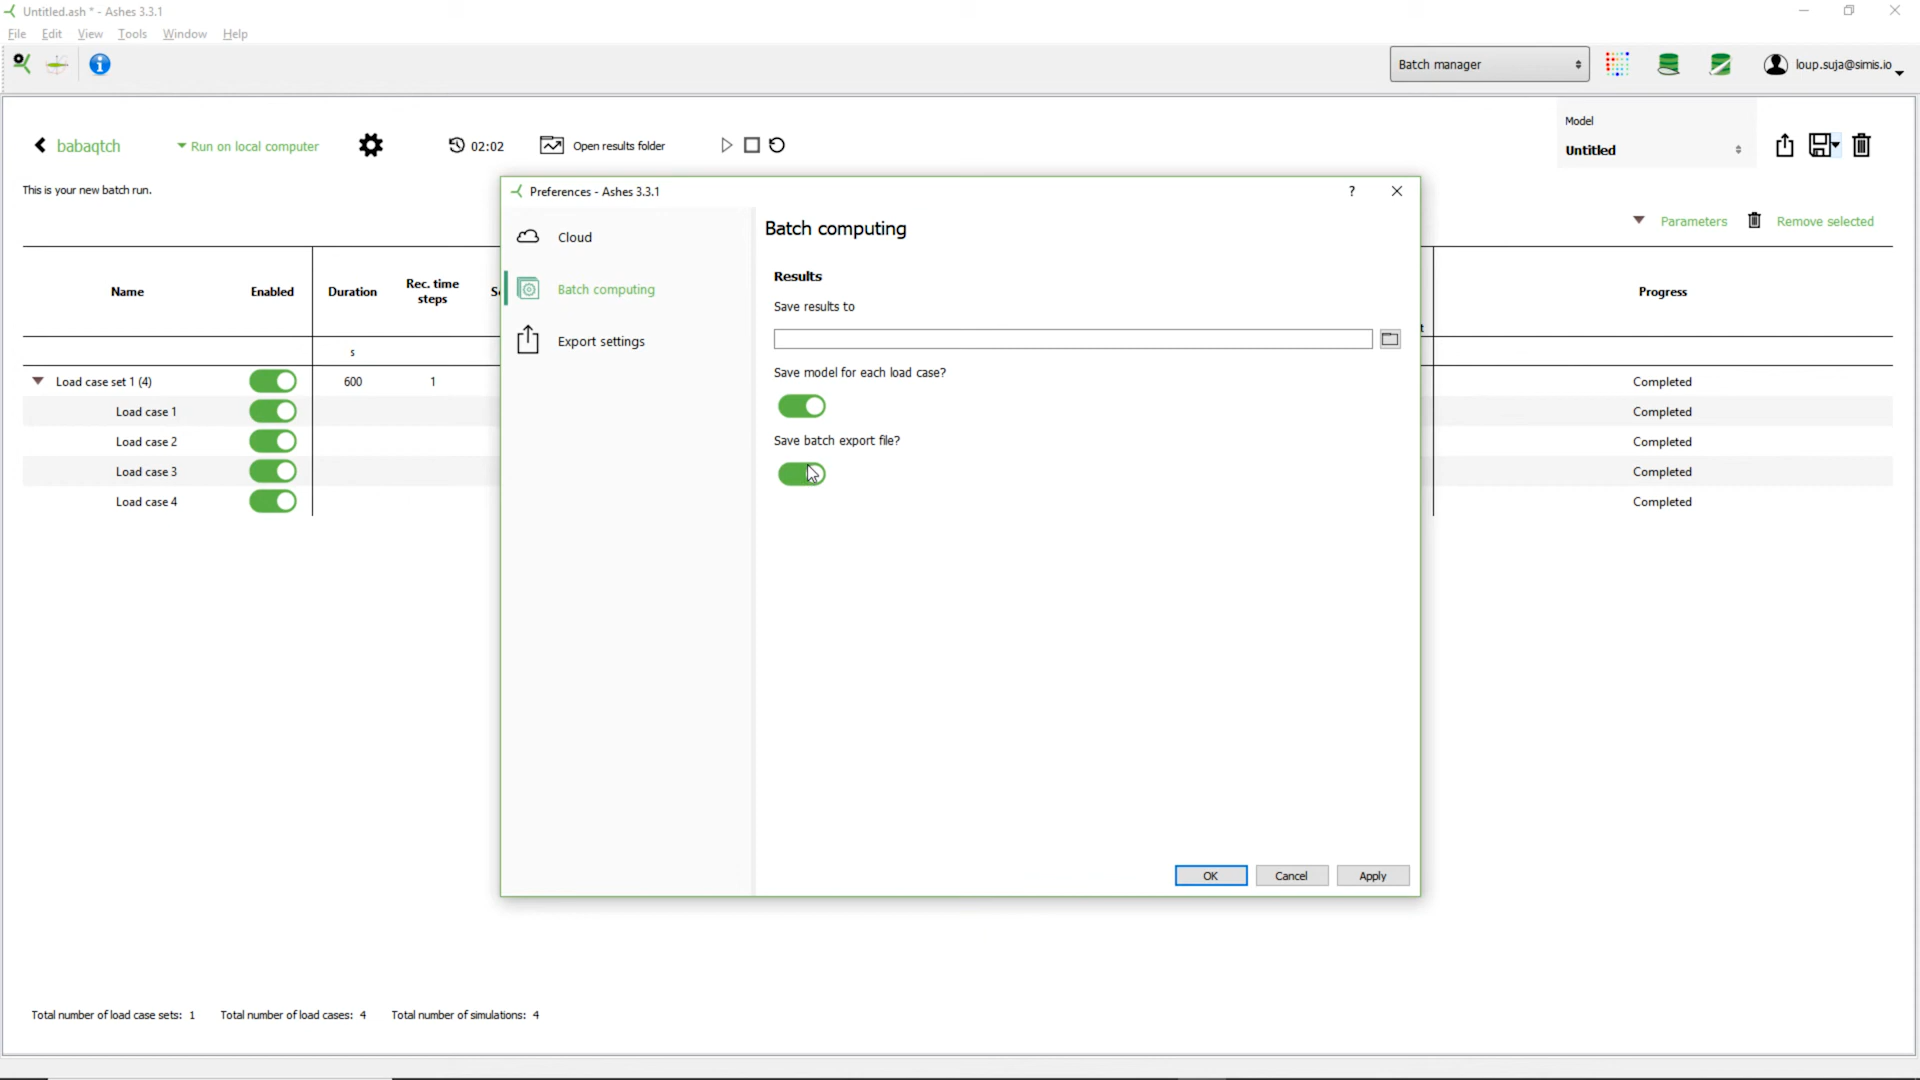 Untitled.ash * - Ashes 3.3.1
File Edit View Tools Window Help
Batch manager
loup.suja@simis.io
babaqtch
Run on local computer
02:02
Open results folder
Model
Untitled
This is your new batch run.
Preferences - Ashes 3.3.1
?
Parameters
Remove selected
Cloud
Batch computing
Export settings
Batch computing
Results
Save results to
Save model for each load case?
Save batch export file?
OK
Cancel
Apply
Name
Enabled
Duration
Rec. time
steps
Progress
s
Load case set 1 (4) 600 1 Completed
Load case 1 Completed
Load case 2 Completed
Load case 3 Completed
Load case 4 Completed
Total number of load case sets: 1 Total number of load cases: 4 Total number of simulations: 4